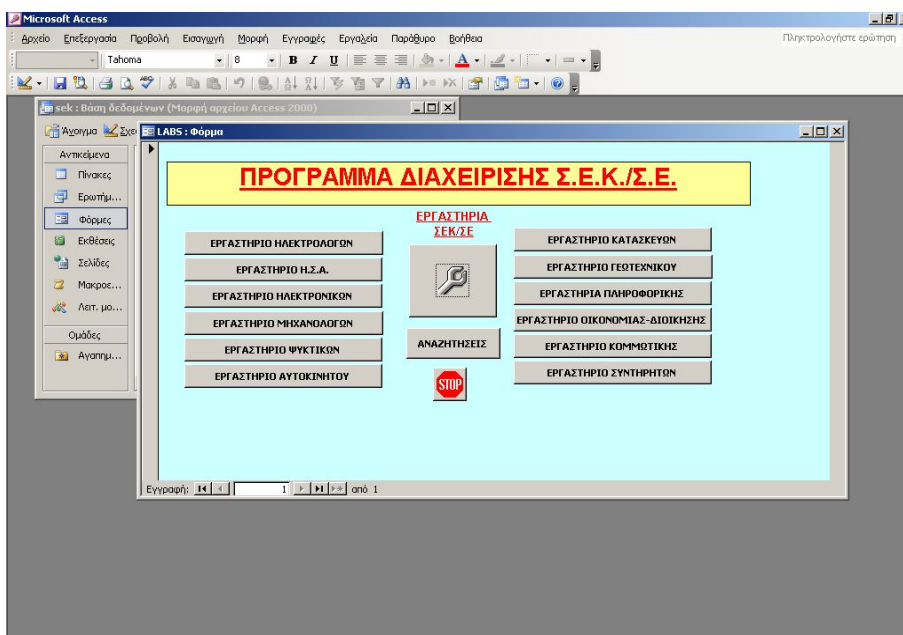 Microsoft Access
Αρχείο Επεξεργασία Προβολή Εισαγωγή Μορφή Εγγραφές Εργαλεία Παράθυρο Βοήθεια
Πληκτρολογήστε ερώτηση
Tahoma 8 B I U
sek : Βάση δεδομένων (Μορφή αρχείου Access 2000)
Άνοιγμα Σχε
LABS : Φόρμα
Αντικείμενα
Πίνακες
Ερωτήμ...
Φόρμες
Εκθέσεις
Σελίδες
Μακροε...
Λειτ. μο...
Ομάδες
Αγαπημ...
ΠΡΟΓΡΑΜΜΑ ΔΙΑΧΕΙΡΙΣΗΣ Σ.Ε.Κ./Σ.Ε.
ΕΡΓΑΣΤΗΡΙΟ ΗΛΕΚΤΡΟΛΟΓΩΝ
ΕΡΓΑΣΤΗΡΙΟ Η.Σ.Α.
ΕΡΓΑΣΤΗΡΙΟ ΗΛΕΚΤΡΟΝΙΚΩΝ
ΕΡΓΑΣΤΗΡΙΟ ΜΗΧΑΝΟΛΟΓΩΝ
ΕΡΓΑΣΤΗΡΙΟ ΨΥΚΤΙΚΩΝ
ΕΡΓΑΣΤΗΡΙΟ ΑΥΤΟΚΙΝΗΤΟΥ
ΕΡΓΑΣΤΗΡΙΑ
ΣΕΚ/ΣΕ
ΑΝΑΖΗΤΗΣΕΙΣ
STOP
ΕΡΓΑΣΤΗΡΙΟ ΚΑΤΑΣΚΕΥΩΝ
ΕΡΓΑΣΤΗΡΙΟ ΓΕΩΤΕΧΝΙΚΟΥ
ΕΡΓΑΣΤΗΡΙΑ ΠΛΗΡΟΦΟΡΙΚΗΣ
ΕΡΓΑΣΤΗΡΙΟ ΟΙΚΟΝΟΜΙΑΣ-ΔΙΟΙΚΗΣΗΣ
ΕΡΓΑΣΤΗΡΙΟ ΚΟΜΜΩΤΙΚΗΣ
ΕΡΓΑΣΤΗΡΙΟ ΣΥΝΤΗΡΗΤΩΝ
Εγγραφή: 1 από 1